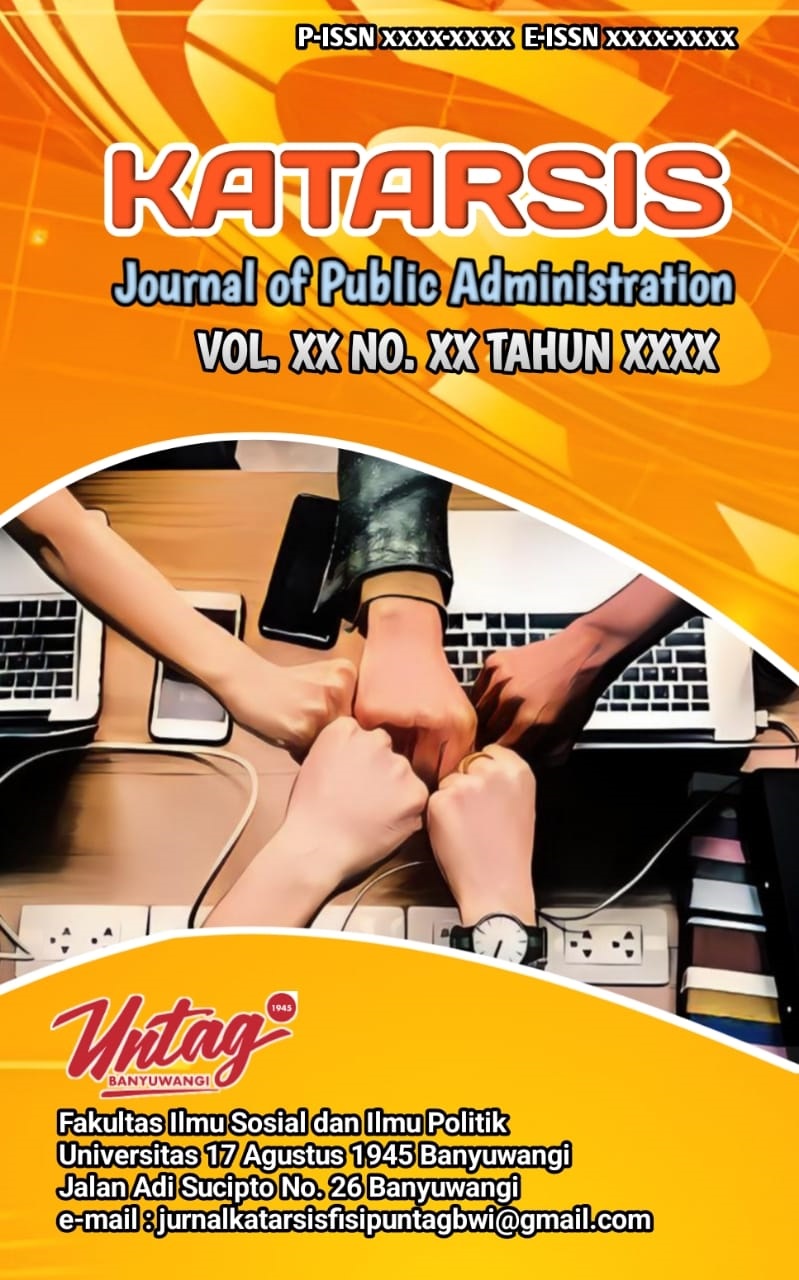 P-ISSN XXXX-XXXX E-ISSN XXXX-XXXX
KATARSIS
Journal of Public Administration
VOL. XX NO. XX TAHUN XXXX
Untag
1945
BANYUWANGI
Fakultas Ilmu Sosial dan Ilmu Politik
Universitas 17 Agustus 1945 Banyuwangi
Jalan Adi Sucipto No. 26 Banyuwangi
e-mail : jurnalkatarsisfisipuntagbwi@gmail.com